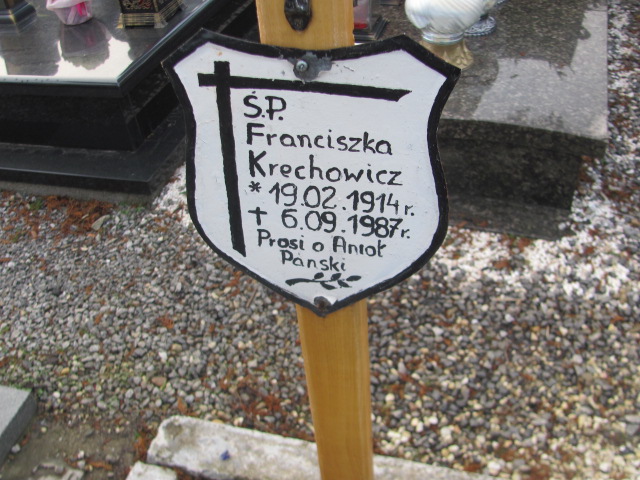 Ś.P.
Franciszka
Krechowicz
* 19.02.1914 r.
+ 6.09.1987 r.
Prosi o Anioł
Pański